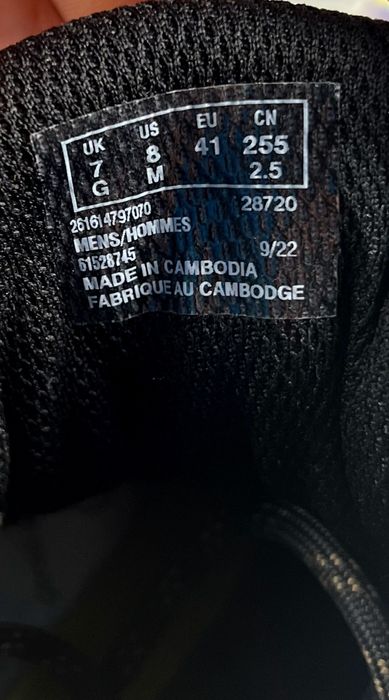 UK US EU CN
7 8 41 255
G M 2.5
261614797070 28720
MENS/HOMMES
61528745 9/22
MADE IN CAMBODIA
FABRIQUE AU CAMBODGE